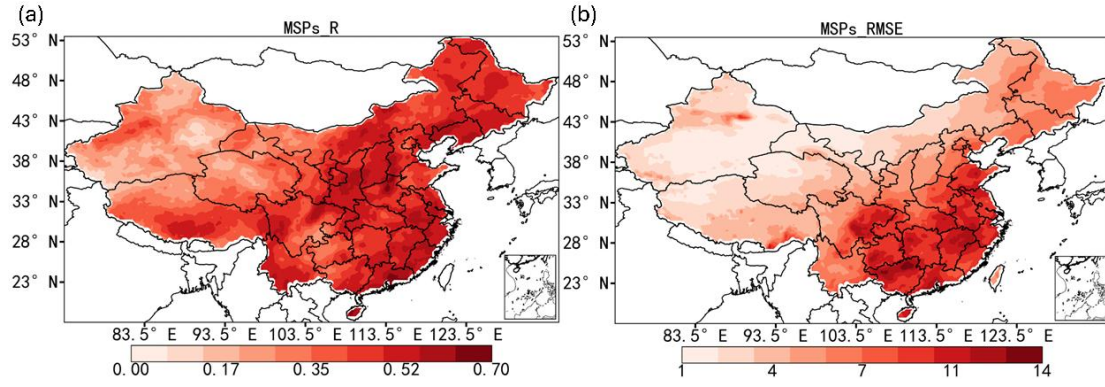 (a)
MSPs_R
53° N
48° N
43° N
38° N
33° N
28° N
23° N
83.5° E 93.5° E 103.5° E 113.5° E 123.5° E
0.00 0.17 0.35 0.52 0.70
(b)
MSPs_RMSE
53° N
48° N
43° N
38° N
33° N
28° N
23° N
83.5° E 93.5° E 103.5° E 113.5° E 123.5° E
1 4 7 11 14